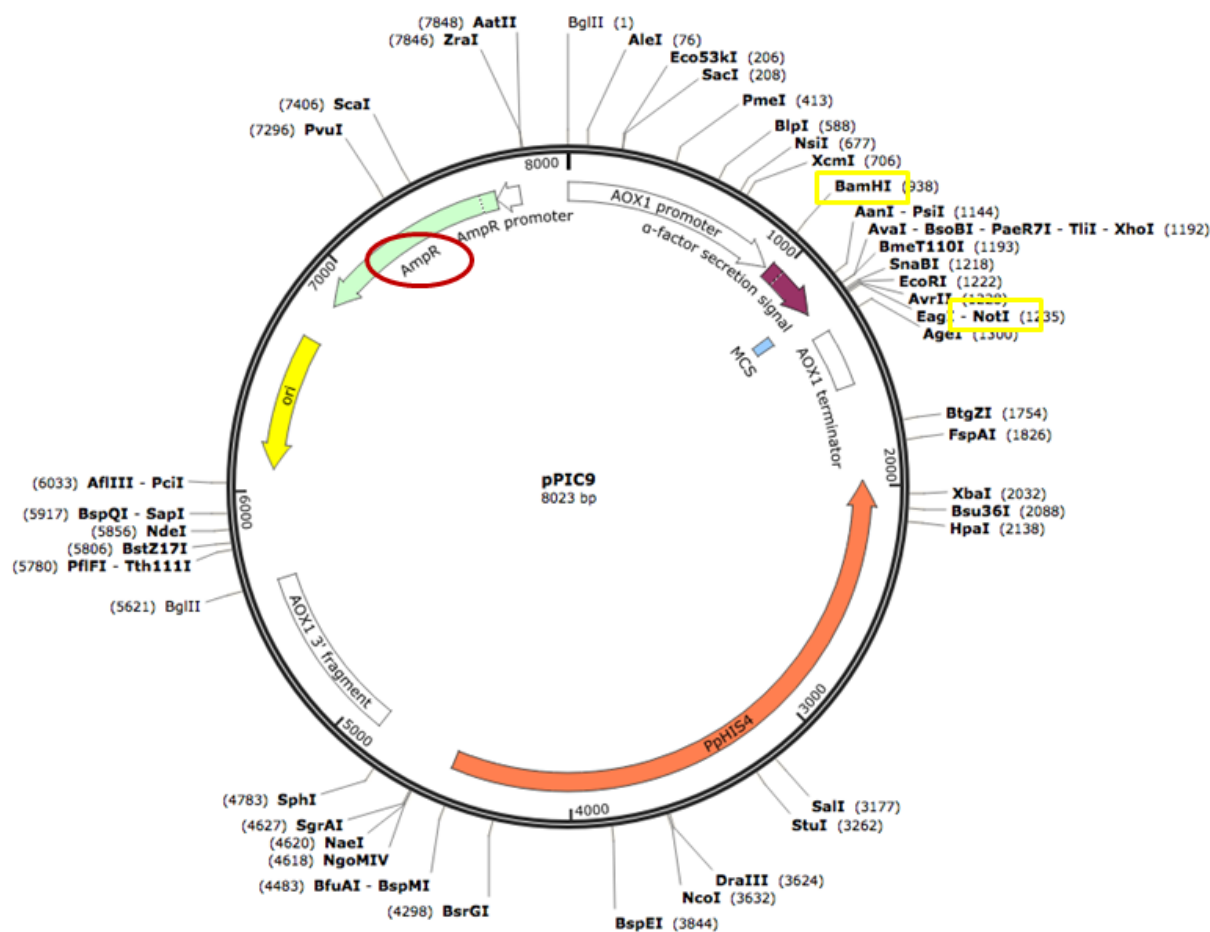 (7848) AatII
(7846) ZraI
BglII (1)
AleI (76)
Eco53kI (206)
SacI (208)
PmeI (413)
BlpI (588)
NsiI (677)
XcmI (706)
BamHI (938)
AanI - PsiI (1144)
AvaI - BsoBI - PaeR7I - TliI - XhoI (1192)
BmeT110I (1193)
SnaBI (1218)
EcoRI (1222)
AvrII (1228)
EagI - NotI (1235)
AgeI (1300)
BtgZI (1754)
FspAI (1826)
XbaI (2032)
Bsu36I (2088)
HpaI (2138)
SalI (3177)
StuI (3262)
DraIII (3624)
NcoI (3632)
BspEI (3844)
(4298) BsrGI
(4483) BfuAI - BspMI
(4618) NgoMIV
(4620) NaeI
(4627) SgrAI
(4783) SphI
(5621) BglII
(5780) PflFI - Tth111I
(5806) BstZ17I
(5856) NdeI
(5917) BspQI - SapI
(6033) AflIII - PciI
(7296) PvuI
(7406) ScaI
8000
1000
2000
3000
4000
5000
6000
7000
AOX1 promoter
α-factor secretion signal
MCS
AOX1 terminator
PpHIS4
AOX1 3' fragment
ori
AmpR
AmpR promoter
pPIC9
8023 bp